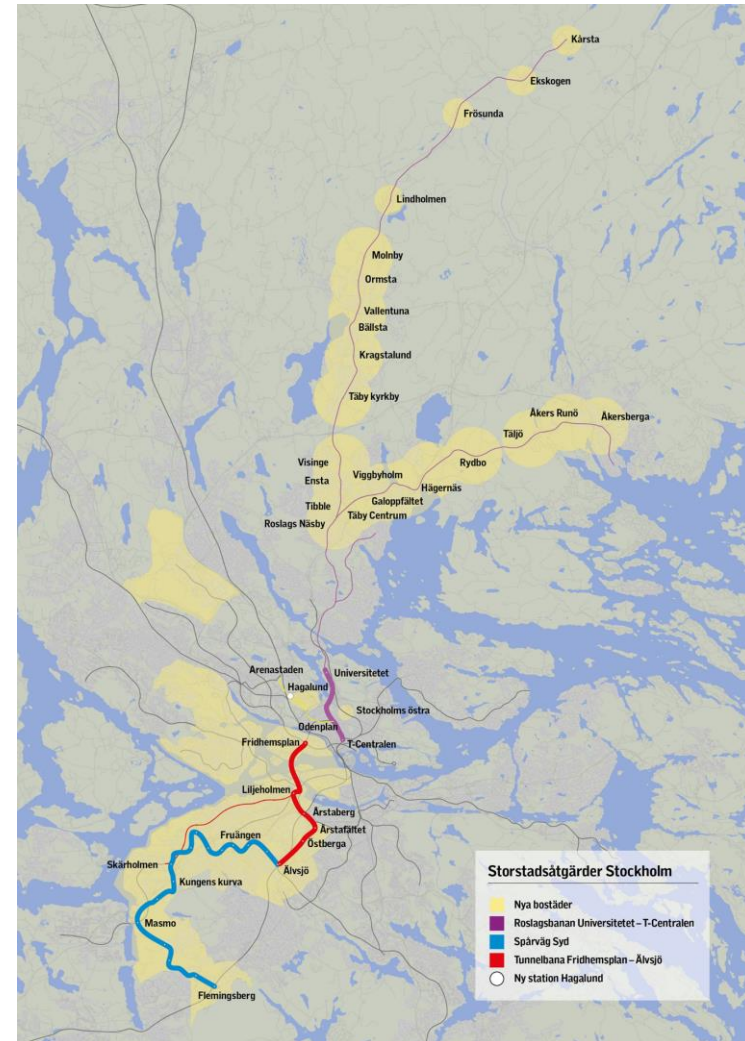 Kårsta
Ekskogen
Frösunda
Lindholmen
Molnby
Ormsta
Vallentuna
Bällsta
Kragstalund
Täby kyrkby
Åkers Runö
Åkersberga
Täljö
Visinge
Viggbyholm
Rydbo
Ensta
Hägernäs
Galoppfältet
Tibble
Täby Centrum
Roslags Näsby
Arenastaden
Universitetet
Hagalund
Stockholms östra
Odenplan
Fridhemsplan
T-Centralen
Liljeholmen
Årstaberg
Årstafältet
Fruängen
Östberga
Skärholmen
Älvsjö
Kungens kurva
Masmo
Flemingsberg
Storstadsåtgärder Stockholm
Nya bostäder
Roslagsbanan Universitetet – T-Centralen
Spårväg Syd
Tunnelbana Fridhemsplan – Älvsjö
Ny station Hagalund